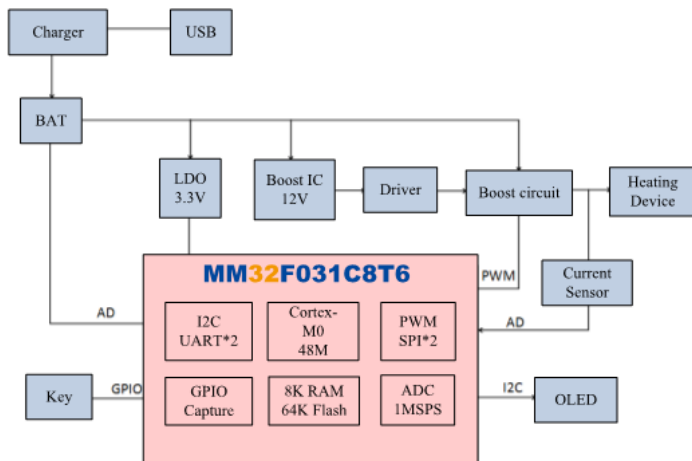 Charger
USB
BAT
LDO
3.3V
Boost IC
12V
Driver
Boost circuit
Heating
Device
MM32F031C8T6
PWM
Current
Sensor
AD
AD
I2C
UART*2
Cortex-
M0
48M
PWM
SPI*2
Key
GPIO
GPIO
Capture
8K RAM
64K Flash
ADC
1MSPS
I2C
OLED